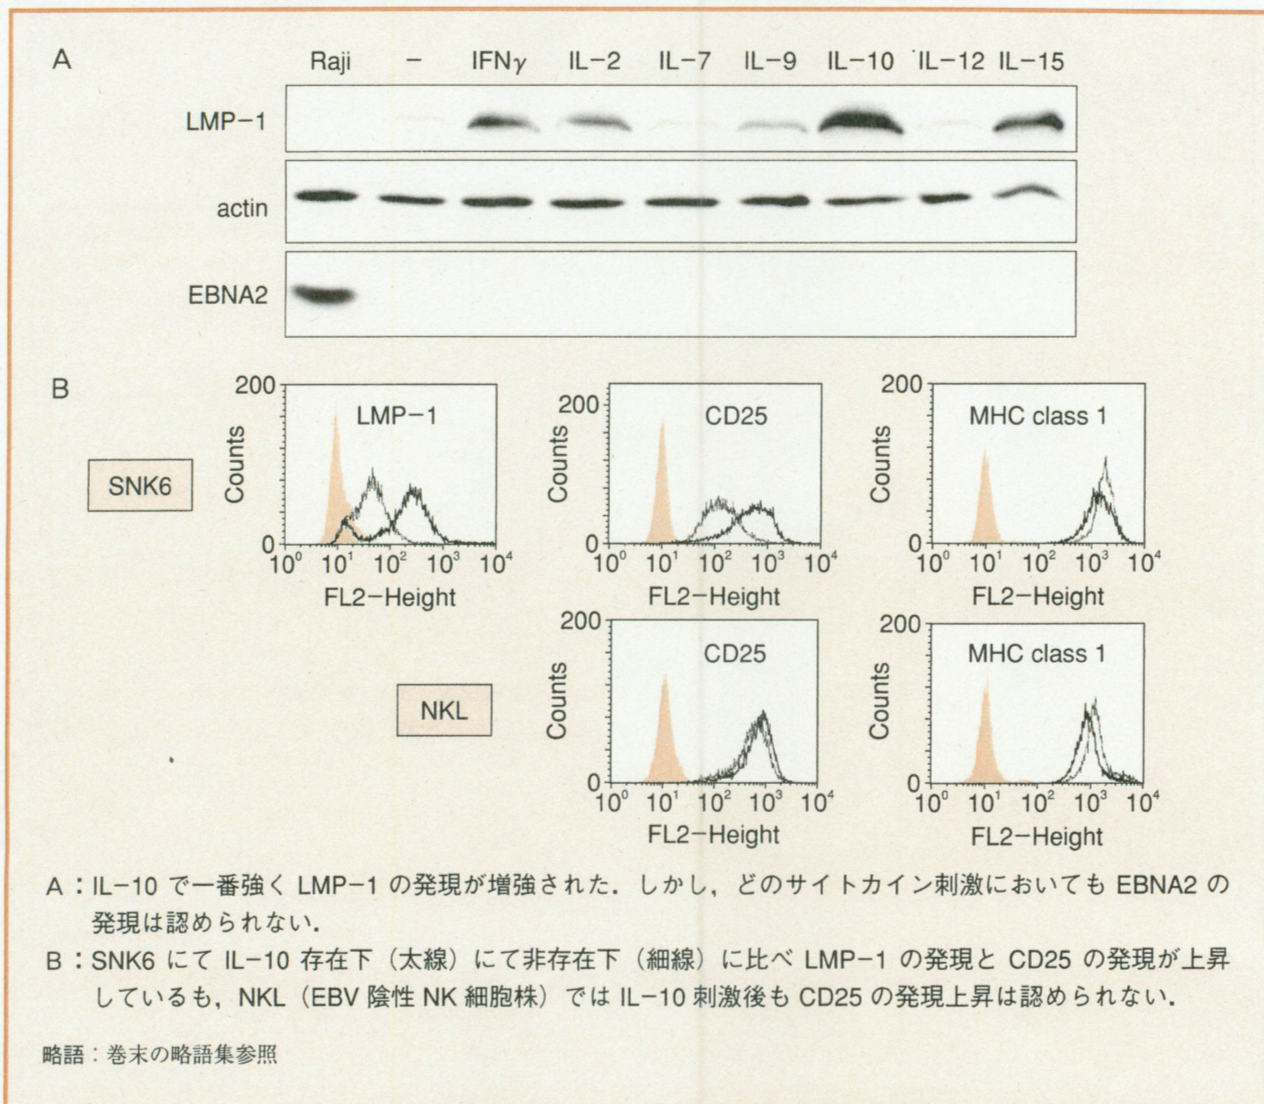 A
Raji − IFNγ IL−2 IL−7 IL−9 IL−10 IL−12 IL−15
LMP−1
actin
EBNA2
B
SNK6
200
Counts
LMP−1
0
10⁰ 10¹ 10² 10³ 10⁴
FL2−Height
200
Counts
CD25
0
10⁰ 10¹ 10² 10³ 10⁴
FL2−Height
200
Counts
MHC class 1
0
10⁰ 10¹ 10² 10³ 10⁴
FL2−Height
NKL
200
Counts
CD25
0
10⁰ 10¹ 10² 10³ 10⁴
FL2−Height
200
Counts
MHC class 1
0
10⁰ 10¹ 10² 10³ 10⁴
FL2−Height
A：IL−10 で一番強く LMP−1 の発現が増強された．しかし，どのサイトカイン刺激においても EBNA2 の
発現は認められない．
B：SNK6 にて IL−10 存在下（太線）にて非存在下（細線）に比べ LMP−1 の発現と CD25 の発現が上昇
しているも，NKL（EBV 陰性 NK 細胞株）では IL−10 刺激後も CD25 の発現上昇は認められない．
略語：巻末の略語集参照